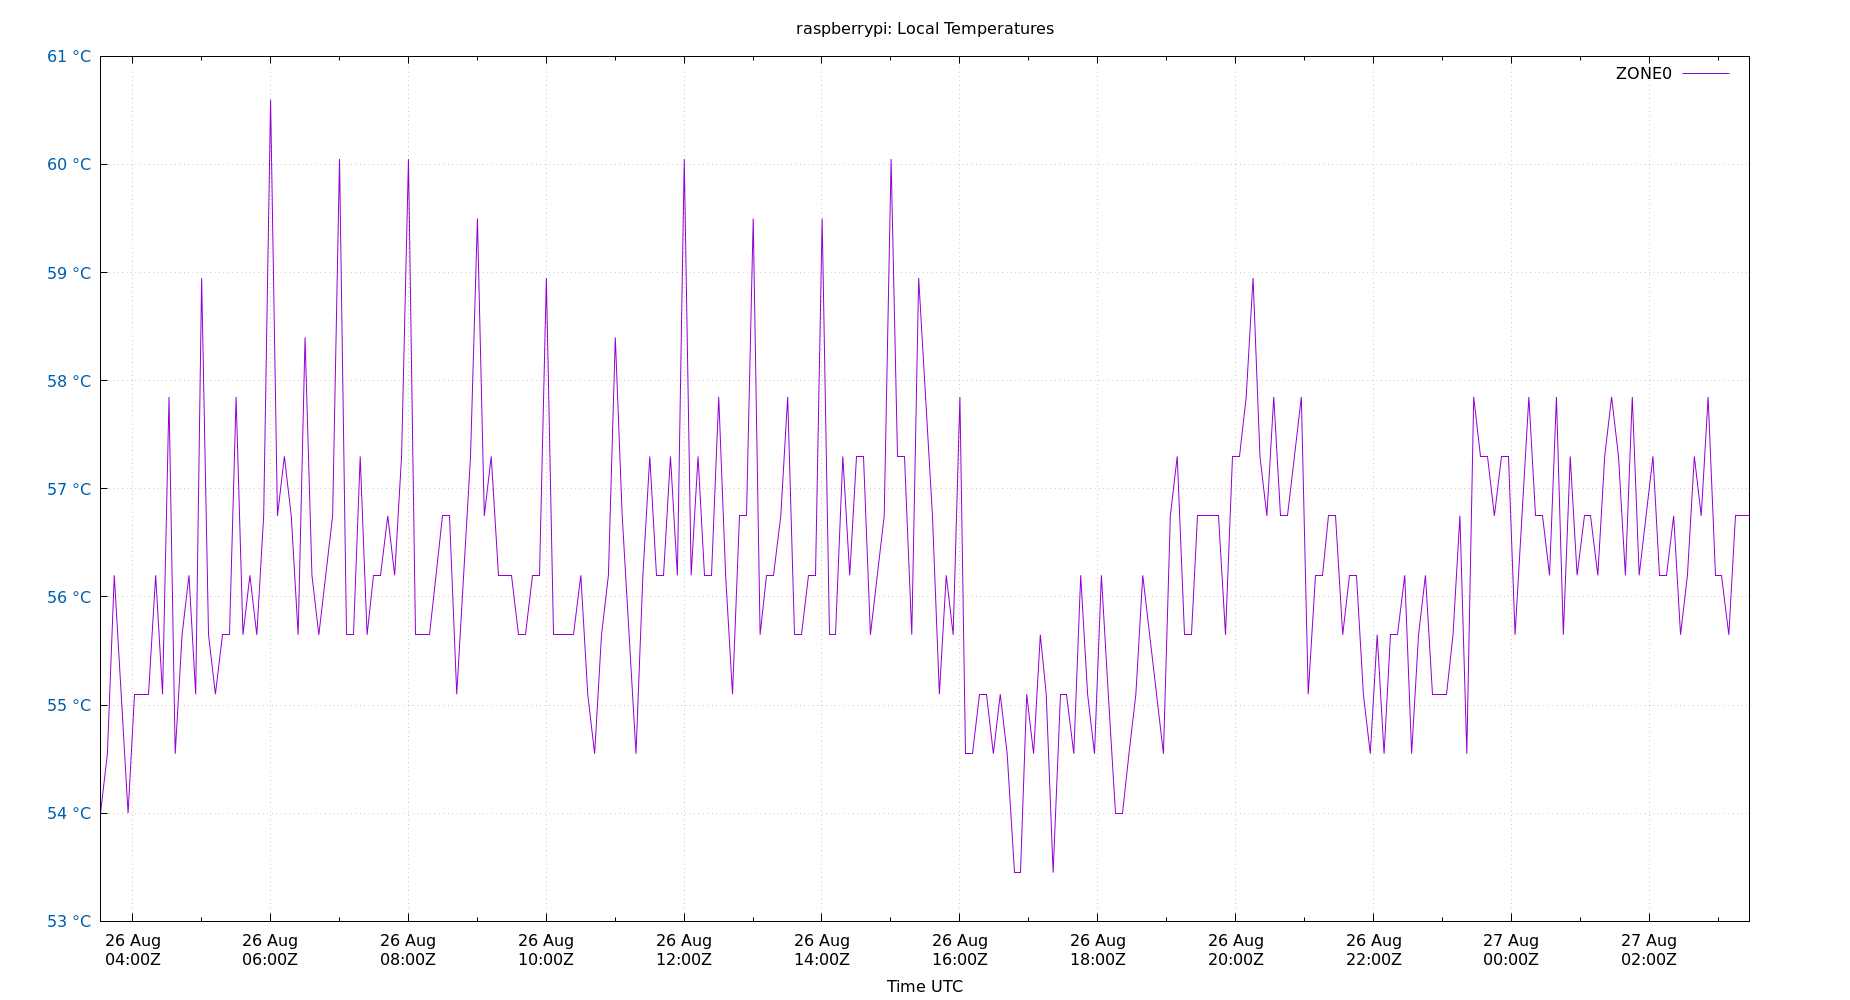 raspberrypi: Local Temperatures
61 °C
ZONE0
60 °C
59 °C
58 °C
57 °C
56 °C
55 °C
54 °C
53 °C
26 Aug 26 Aug 26 Aug 26 Aug 26 Aug 26 Aug 26 Aug 26 Aug 26 Aug 26 Aug 27 Aug 27 Aug
04:00Z 06:00Z 08:00Z 10:00Z 12:00Z 14:00Z 16:00Z 18:00Z 20:00Z 22:00Z 00:00Z 02:00Z
Time UTC